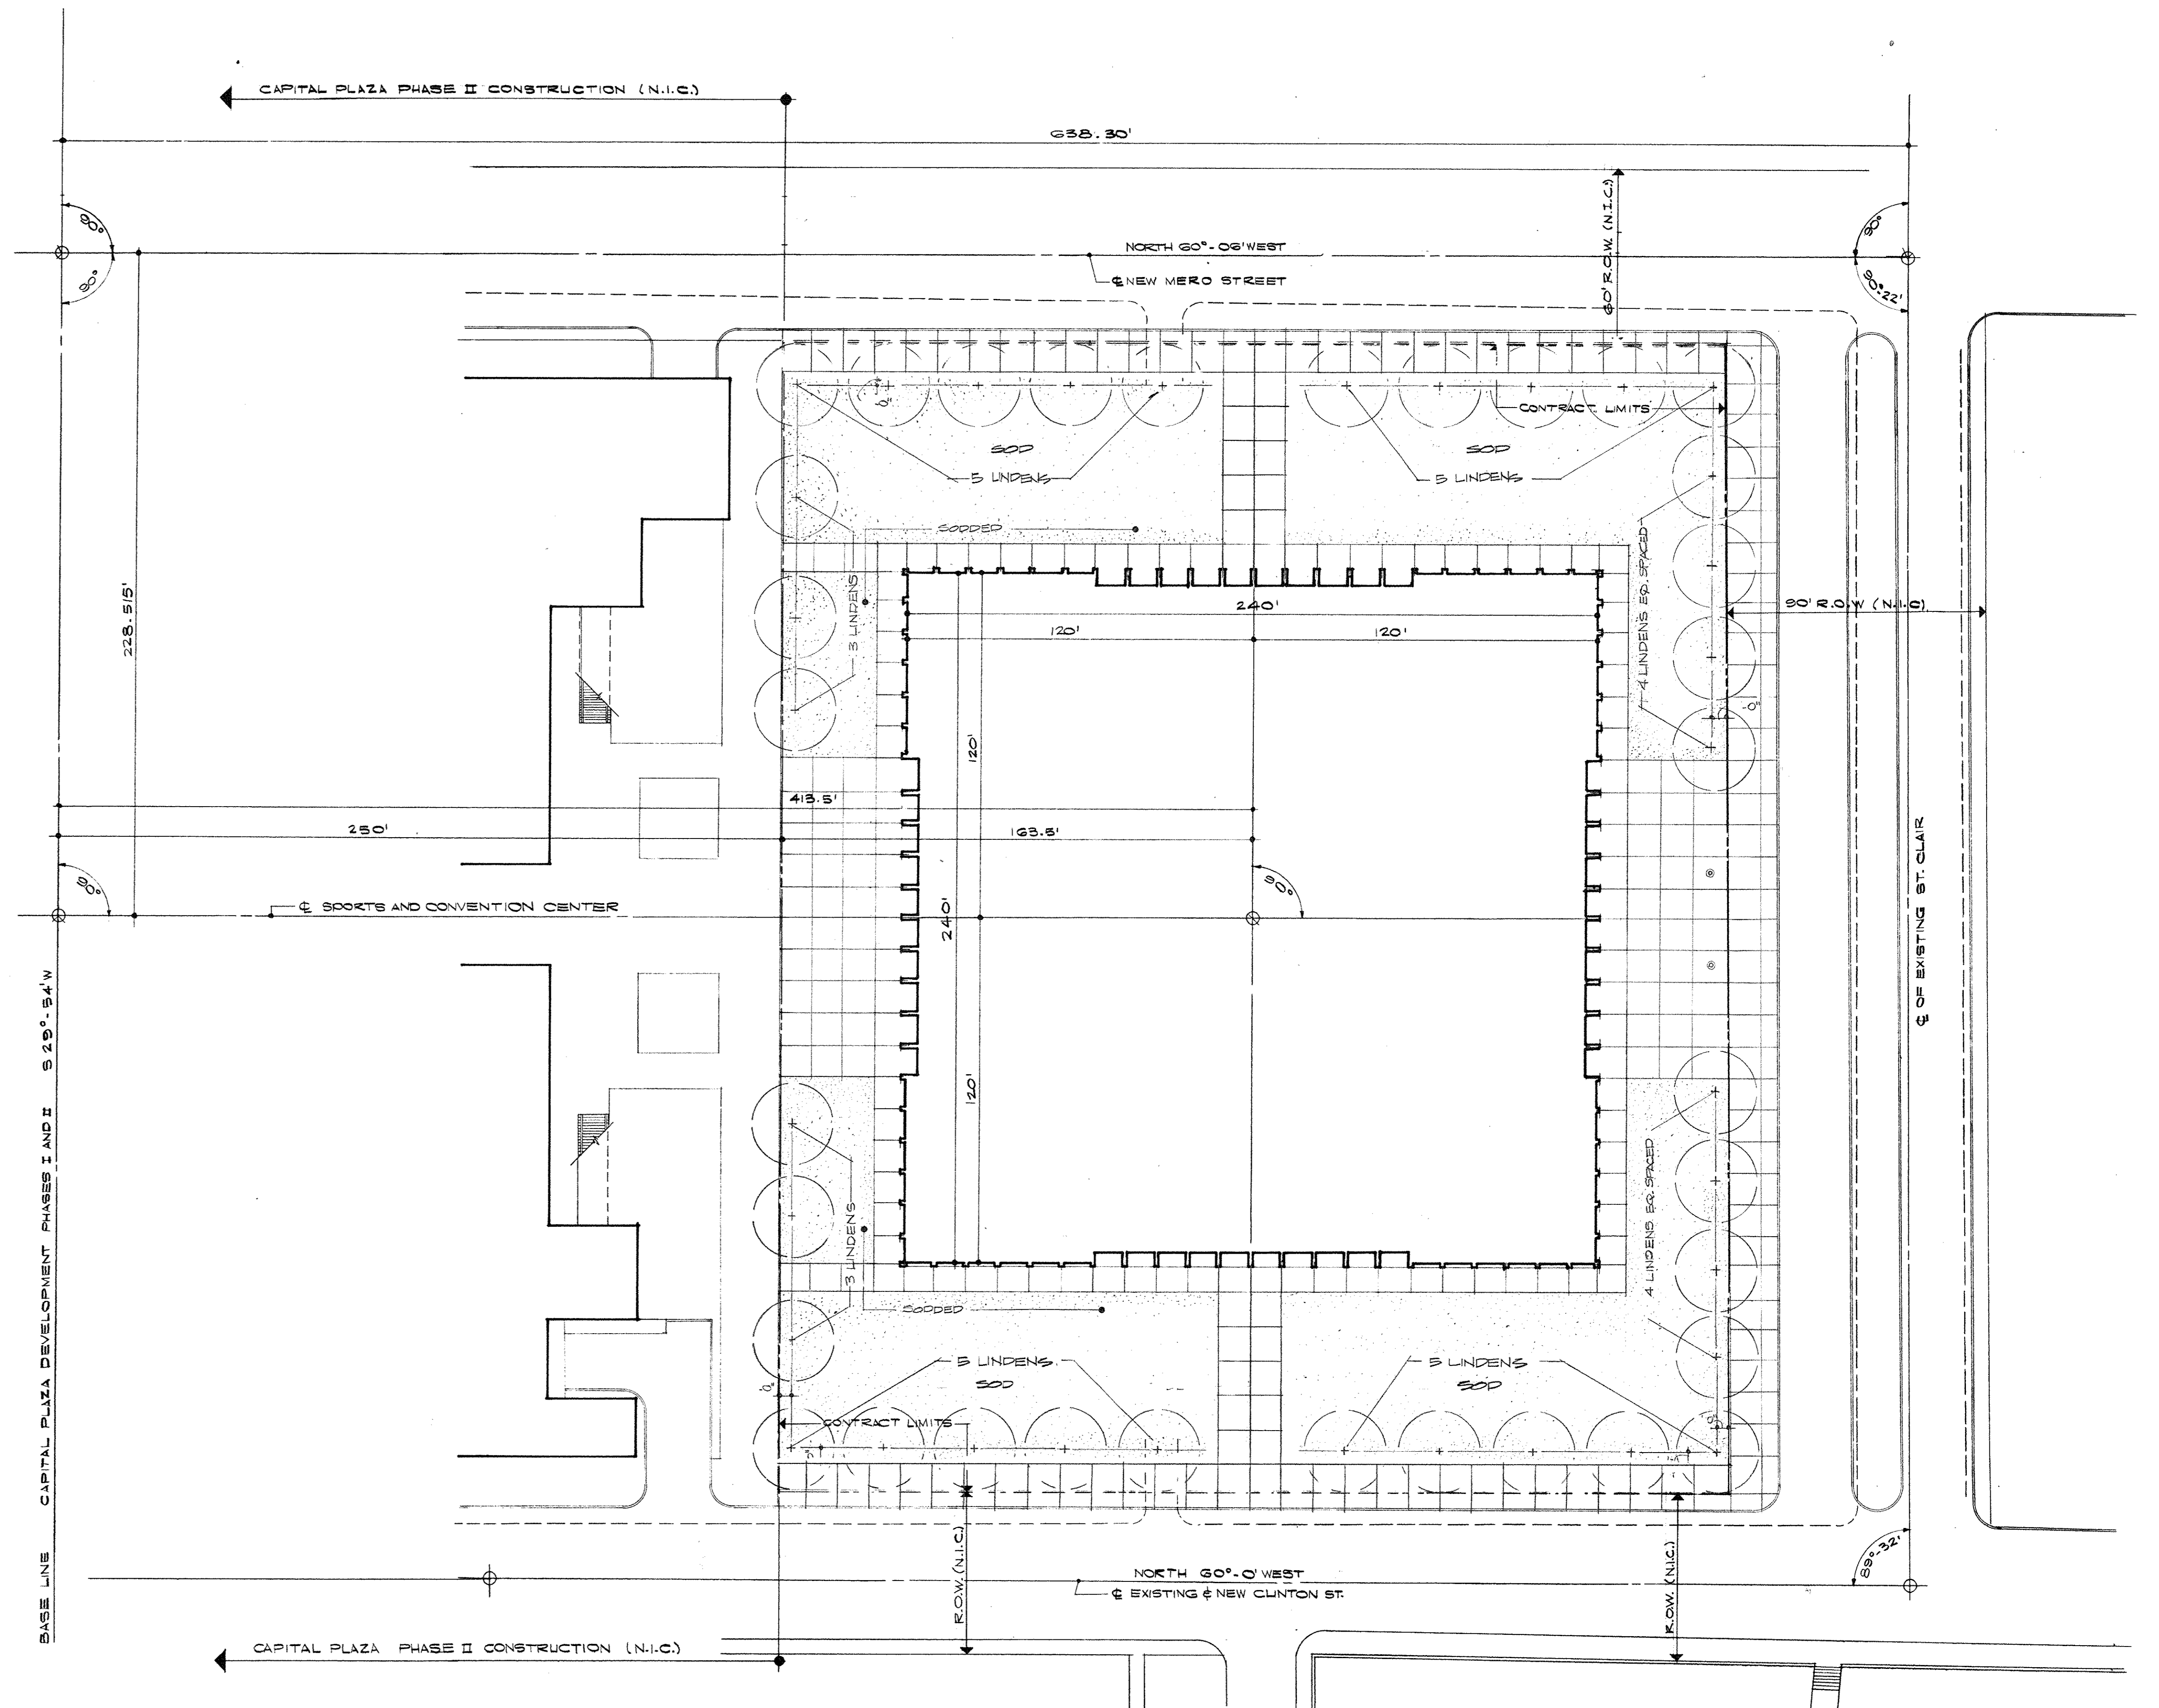 CAPITAL PLAZA PHASE II CONSTRUCTION (N.I.C.)
638.30'
60' R.O.W. (N.I.C.)
90°
90°
90°
90°-22'
NORTH 60°-06' WEST
℄ NEW MERO STREET
CONTRACT LIMITS
SOD
5 LINDENS
SOD
5 LINDENS
SODDED
3 LINDENS
4 LINDENS EQ. SPACED
90' R.O.W (N.I.C)
228.515'
240'
120'
120'
120'
413.5'
250'
163.5'
90°
90°
℄ SPORTS AND CONVENTION CENTER
240'
℄ OF EXISTING ST. CLAIR
120'
BASE LINE CAPITAL PLAZA DEVELOPMENT PHASES I AND II S 29°-54' W
3 LINDENS
4 LINDENS EQ. SPACED
SODDED
5 LINDENS
SOD
5 LINDENS
SOD
CONTRACT LIMITS
R.O.W. (N.I.C.)
R.O.W. (N.I.C.)
89°-32'
NORTH 60°-0' WEST
℄ EXISTING & NEW CLINTON ST.
CAPITAL PLAZA PHASE II CONSTRUCTION (N.I.C.)